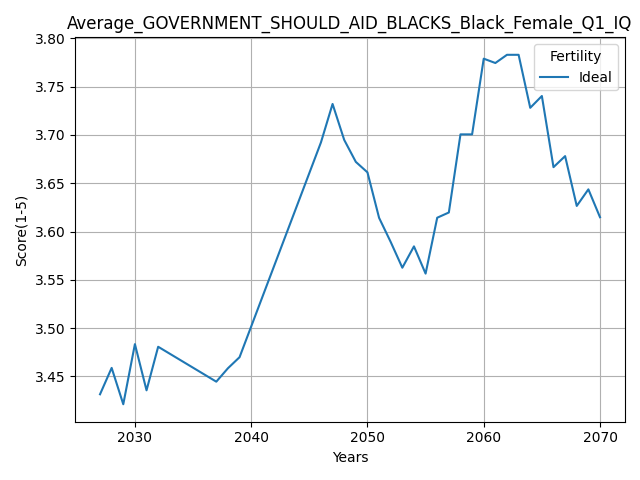 Average_GOVERNMENT_SHOULD_AID_BLACKS_Black_Female_Q1_IQ
3.80
3.75
3.70
3.65
3.60
3.55
3.50
3.45
Score(1-5)
Fertility
Ideal
2030 2040 2050 2060 2070
Years